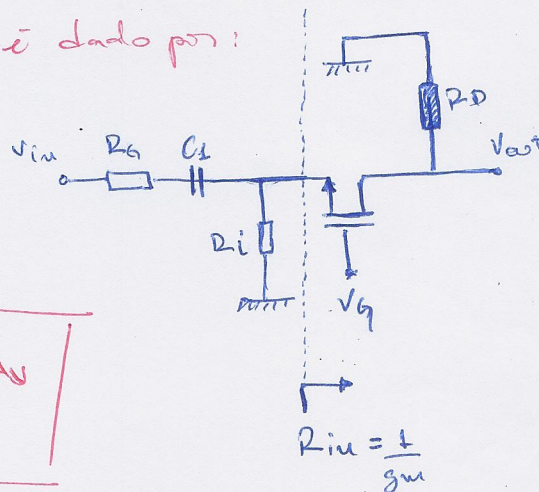 é dado por:
RD
Vin
RG
C1
Vout
Ri
VG
Rin = 1/gm